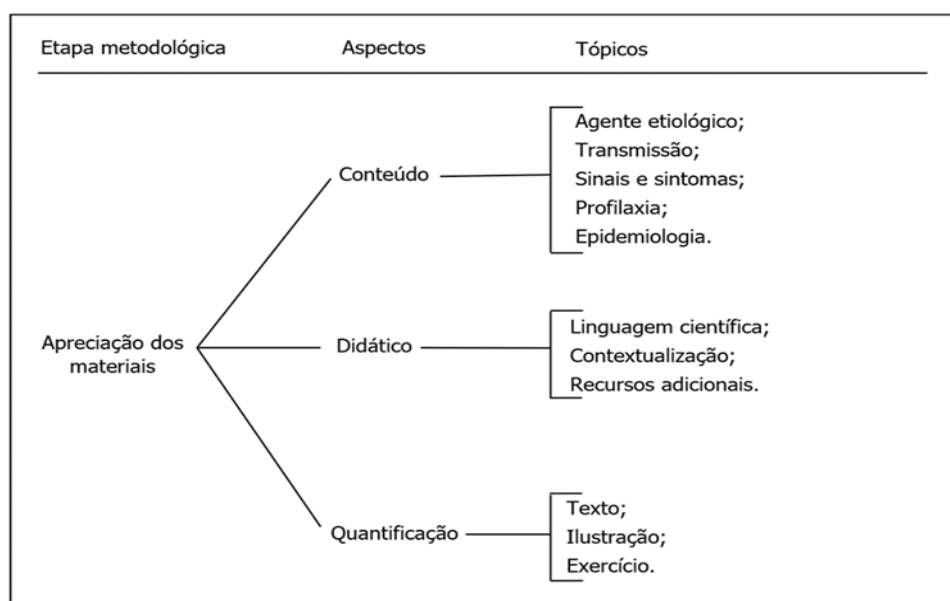 Etapa metodológica Aspectos Tópicos
Conteúdo
Agente etiológico;
Transmissão;
Sinais e sintomas;
Profilaxia;
Epidemiologia.
Apreciação dos
materiais
Didático
Linguagem científica;
Contextualização;
Recursos adicionais.
Quantificação
Texto;
Ilustração;
Exercício.